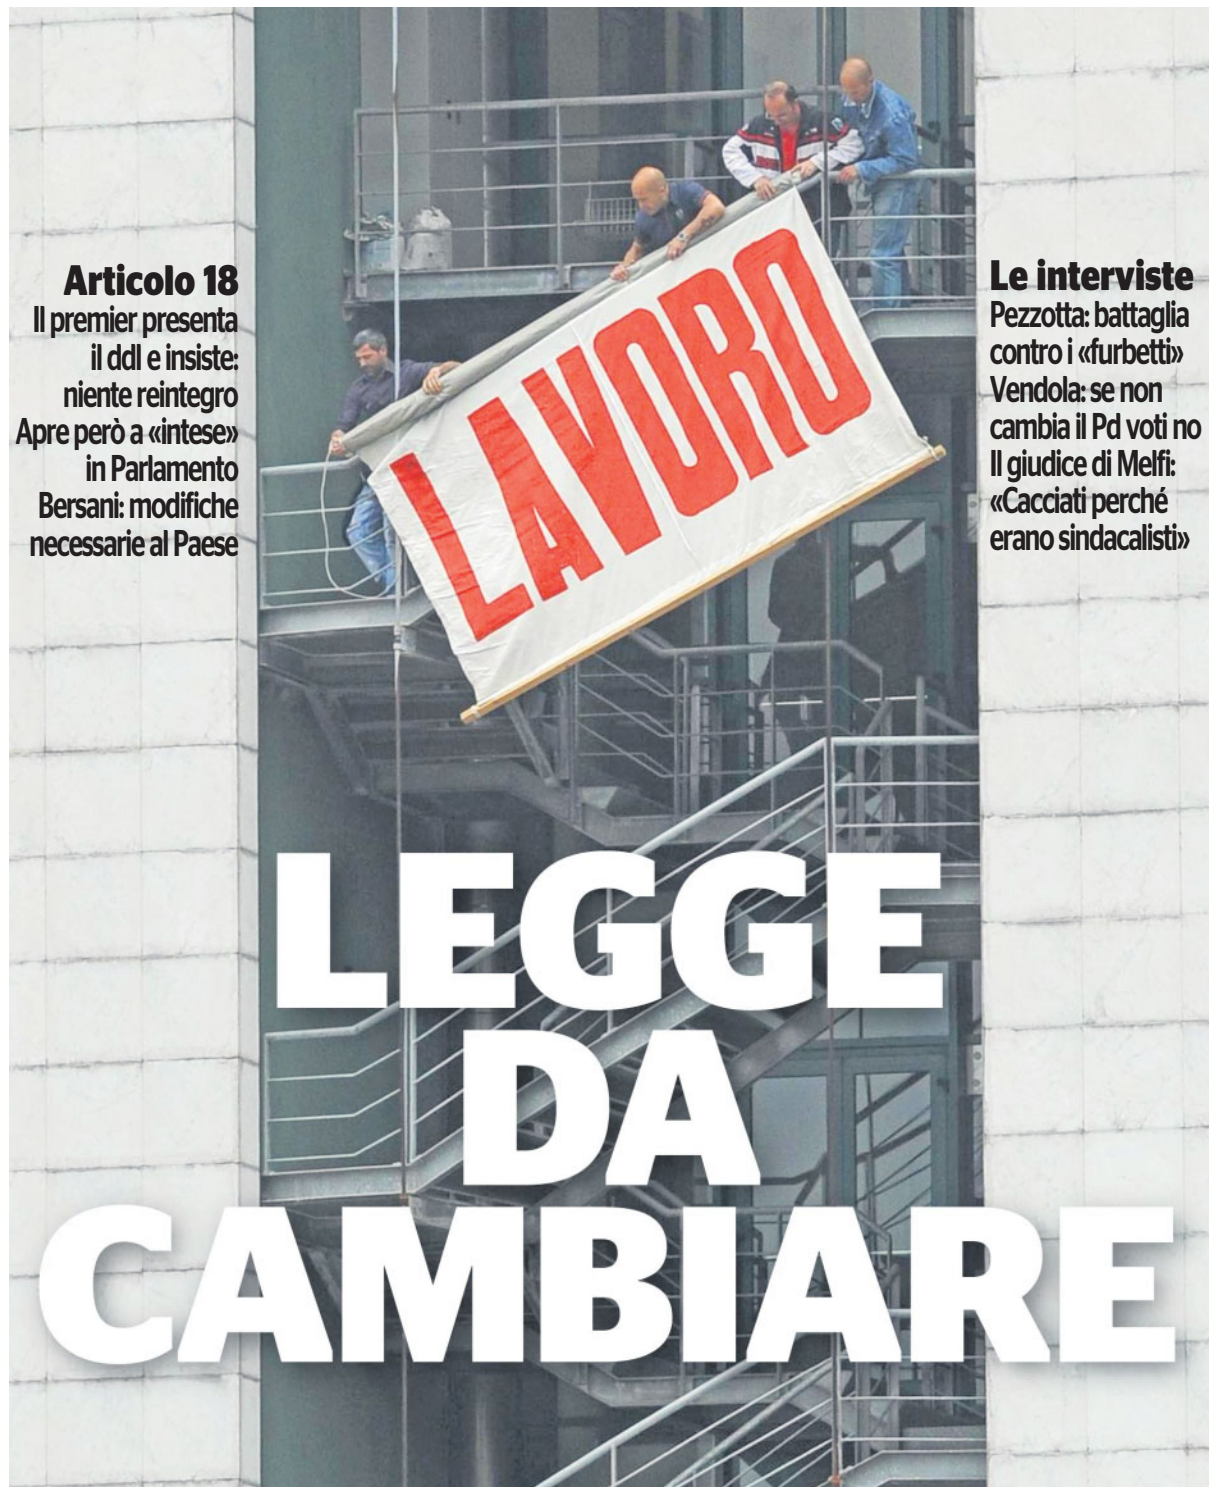 Articolo 18
Il premier presenta
il ddl e insiste:
niente reintegro
Apre però a «intese»
in Parlamento
Bersani: modifiche
necessarie al Paese
Le interviste
Pezzotta: battaglia
contro i «furbetti»
Vendola: se non
cambia il Pd voti no
Il giudice di Melfi:
«Cacciati perché
erano sindacalisti»
LAVORO
LEGGE
DA
CAMBIARE